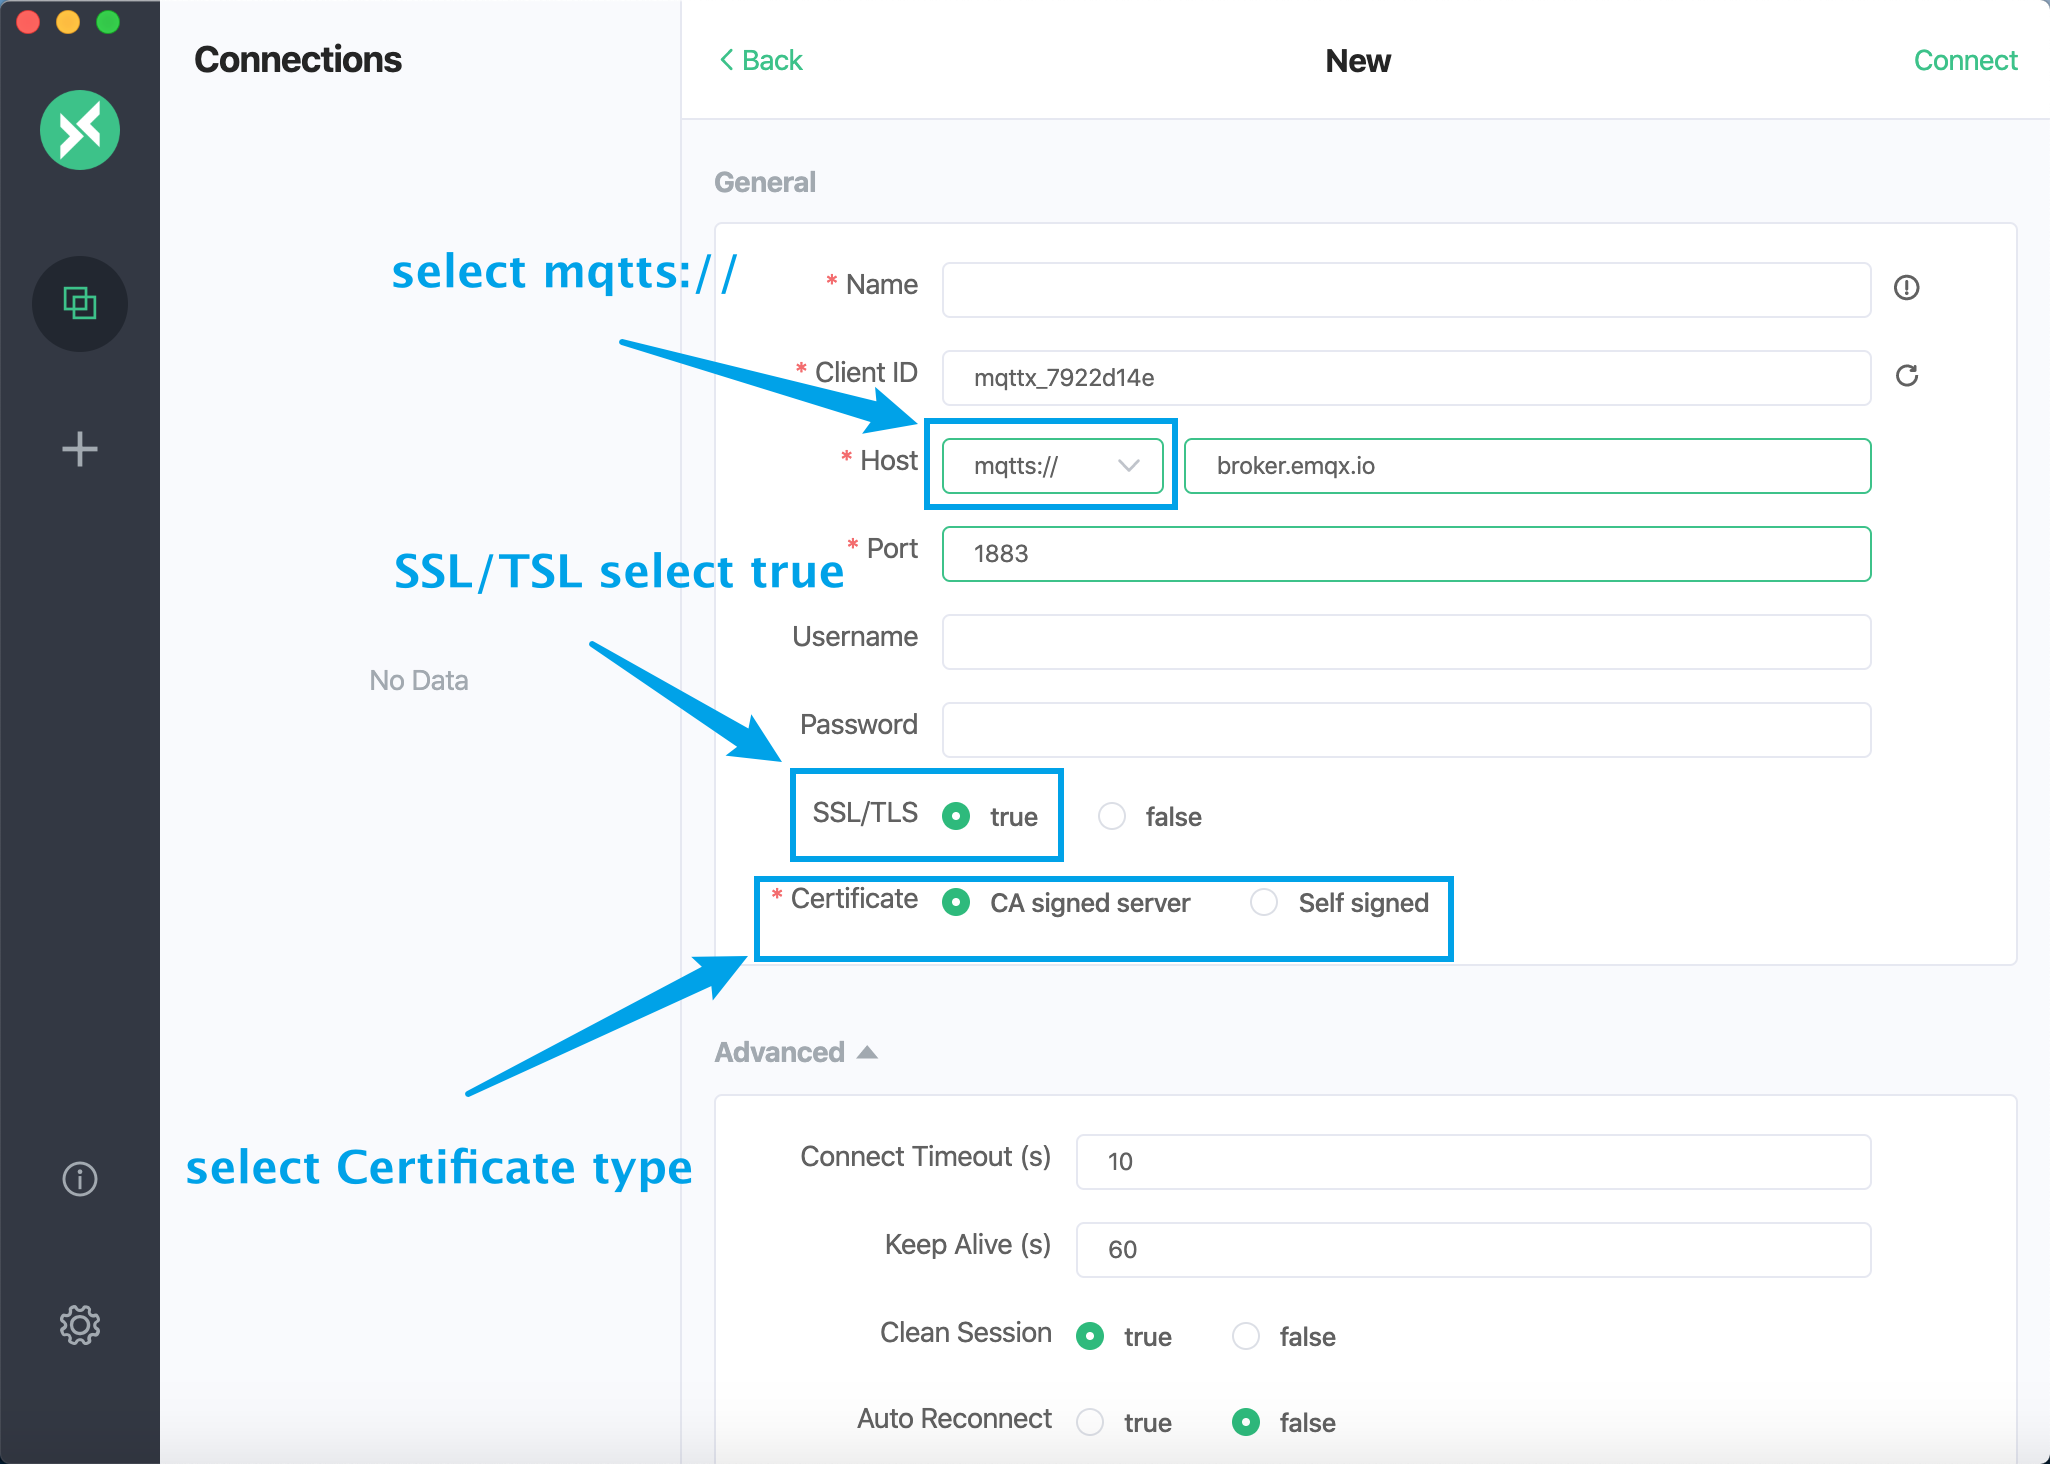 Connections
Back
New
Connect
General
select mqtts://
* Name
* Client ID
mqttx_7922d14e
* Host
mqtts://
broker.emqx.io
* Port
1883
SSL/TSL select true
Username
No Data
Password
SSL/TLS
true
false
* Certificate
CA signed server
Self signed
Advanced
select Certificate type
Connect Timeout (s)
10
Keep Alive (s)
60
Clean Session
true
false
Auto Reconnect
true
false